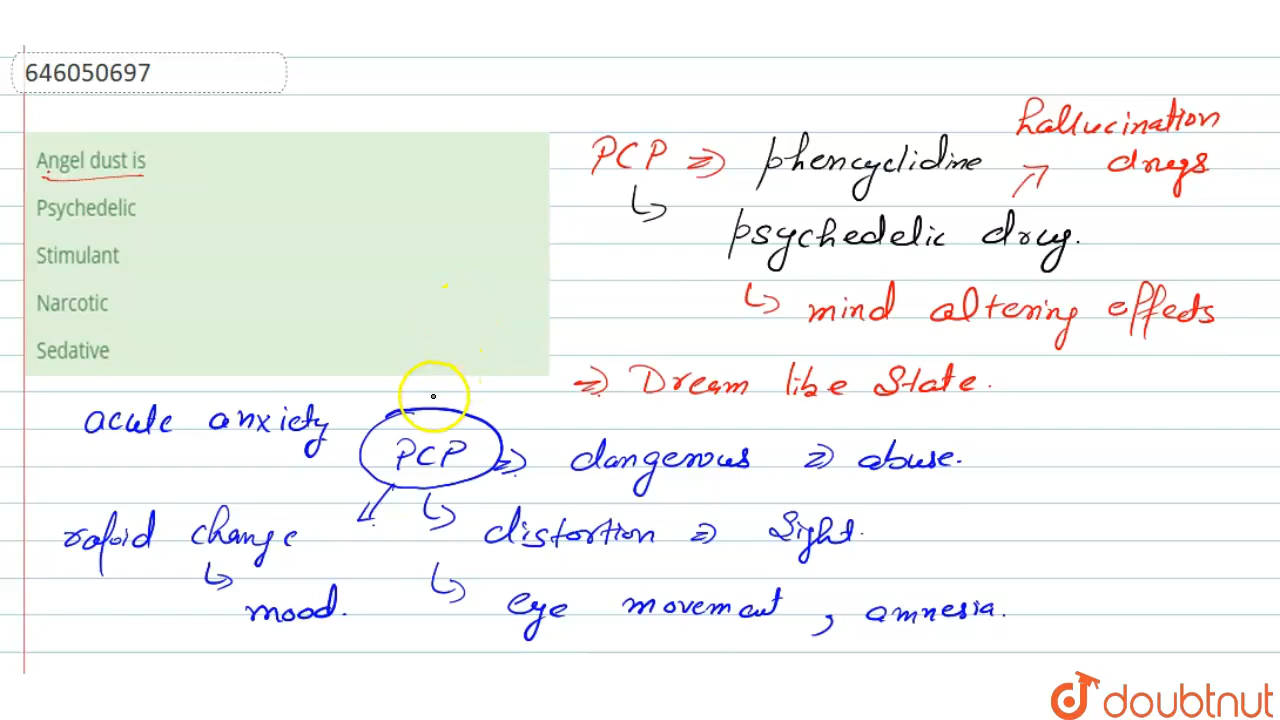 646050697
Angel dust is
Psychedelic
Stimulant
Narcotic
Sedative
PCP ⇒ phencyclidine
hallucination
drugs
psychedelic drug.
mind altering effects
⇒ Dream like State.
acute anxiety
PCP ⇒ dangerous ⇒ abuse.
rapid change
mood.
distortion ⇒ Sight.
eye movement, amnesia.
doubtnut